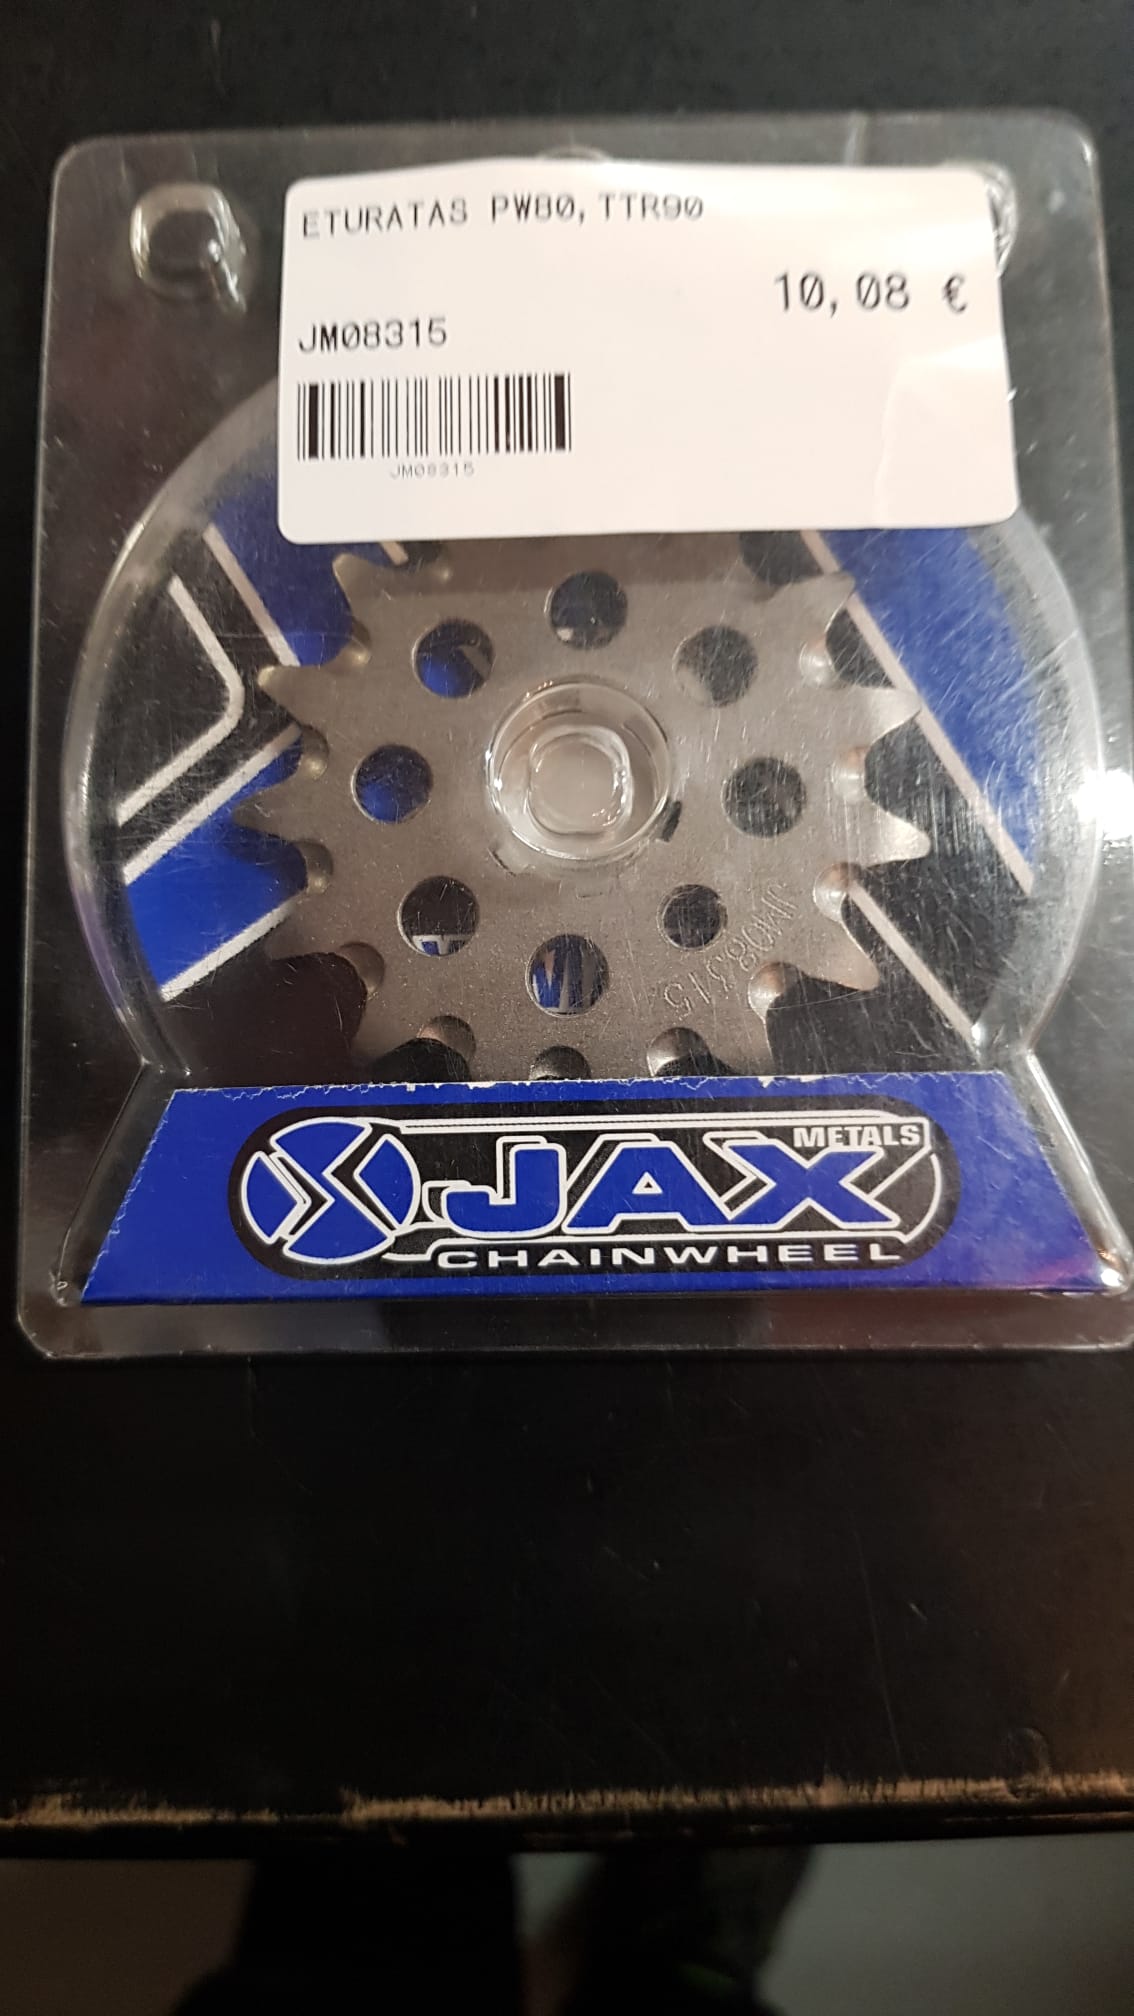 ETURATAS PW80,TTR90
10,08 €
JM08315
JM08315
JM08315
JAX METALS
CHAINWHEEL